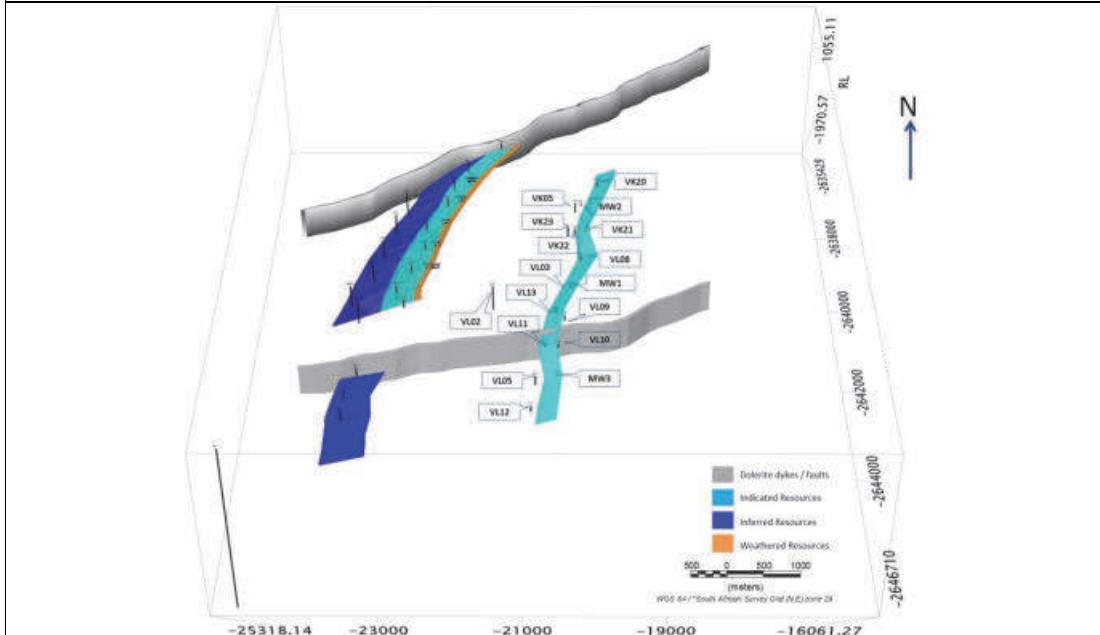 1055.11
RL
-1970.57
N
-2635429
VK20
VK05
MW2
VK23
VK21
-2638000
VK22
VL08
VL03
MW1
VL13
VL09
-2640000
VL02
VL11
VL10
VL05
MW3
-2642000
VL12
-2644000
Dolerite dykes / faults
Indicated Resources
Inferred Resources
Weathered Resources
500 0 500 1000
(meters)
WGS 84 / *South African Survey Grid (N,E) zone 29
-2646710
-25318.14 -23000 -21000 -19000 -16061.27